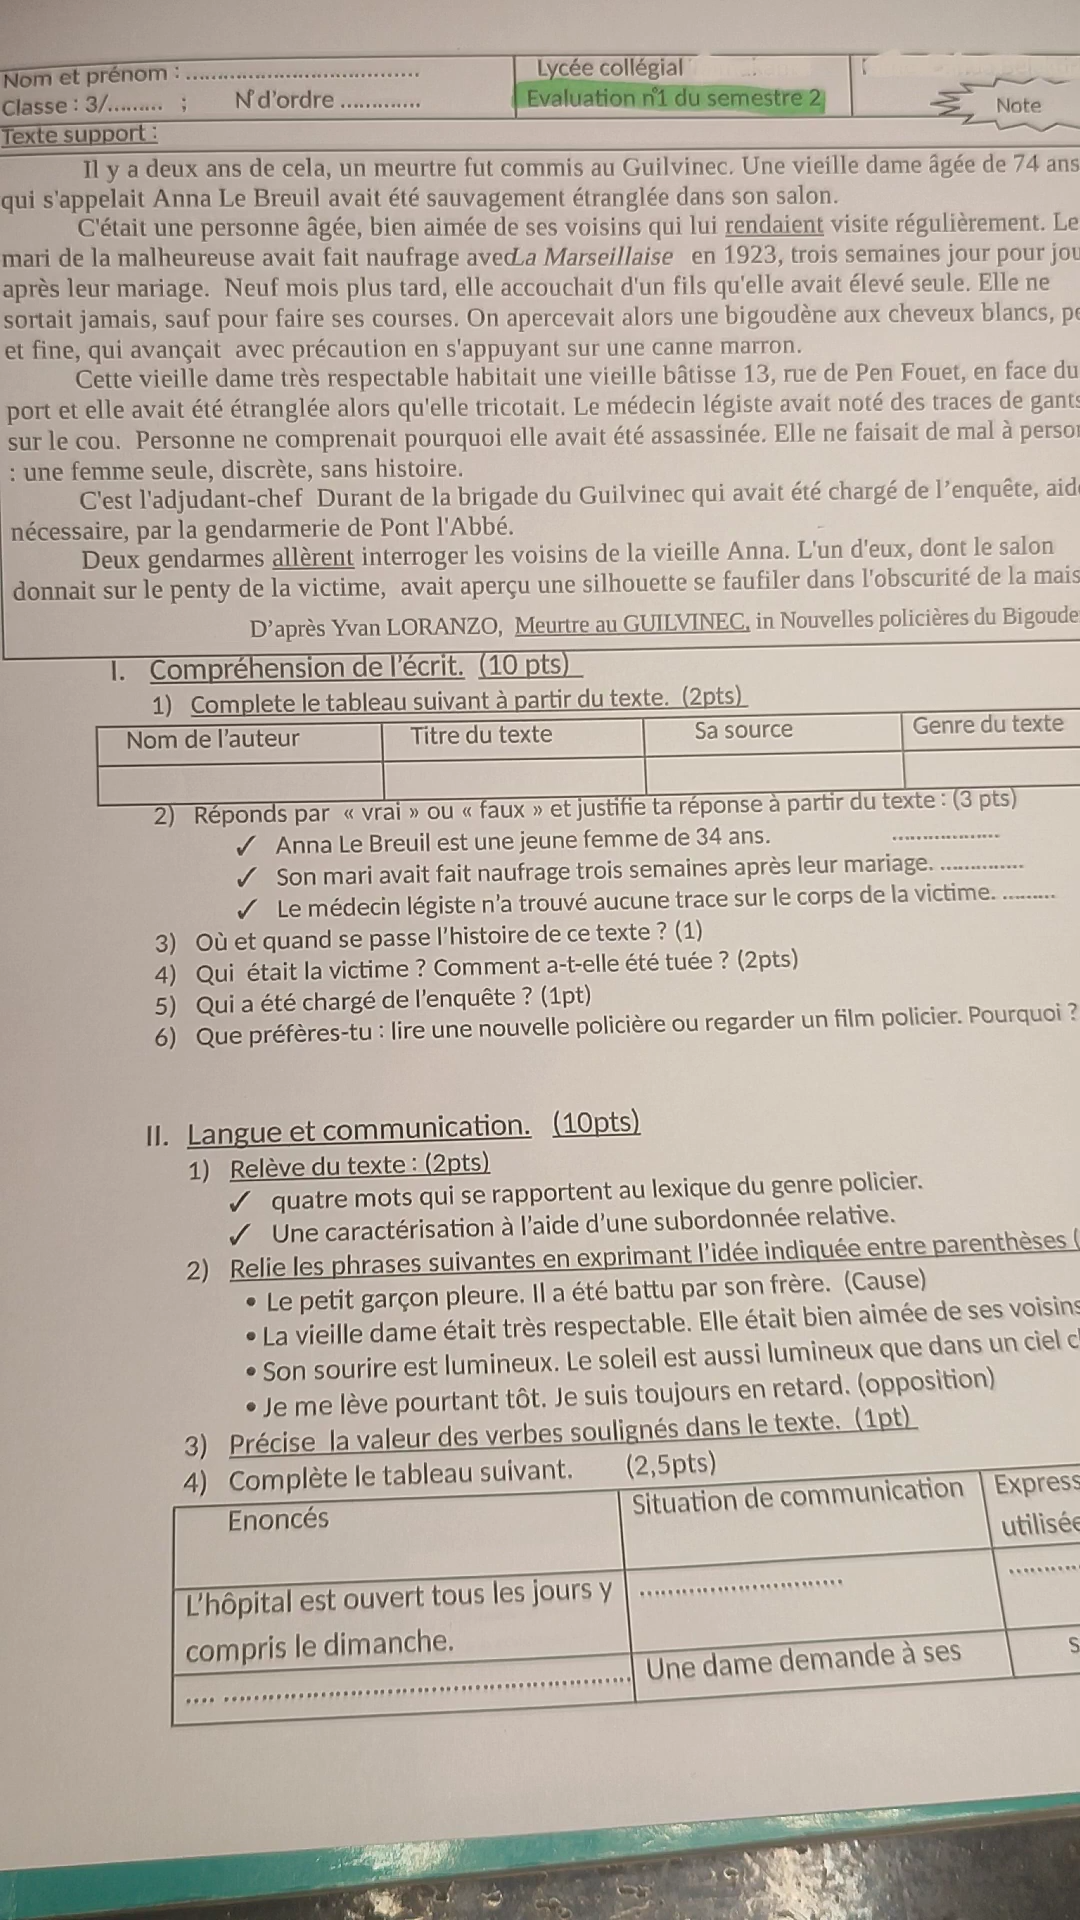 Nom et prénom : ......................................
Lycée collégial
Classe : 3/......... ; N°d'ordre .............
Evaluation n°1 du semestre 2
Note
Texte support :
Il y a deux ans de cela, un meurtre fut commis au Guilvinec. Une vieille dame âgée de 74 ans
qui s'appelait Anna Le Breuil avait été sauvagement étranglée dans son salon.
C'était une personne âgée, bien aimée de ses voisins qui lui rendaient visite régulièrement. Le
mari de la malheureuse avait fait naufrage avec La Marseillaise en 1923, trois semaines jour pour
après leur mariage. Neuf mois plus tard, elle accouchait d'un fils qu'elle avait élevé seule. Elle ne
sortait jamais, sauf pour faire ses courses. On apercevait alors une bigoudène aux cheveux blancs,
et fine, qui avançait avec précaution en s'appuyant sur une canne marron.
Cette vieille dame très respectable habitait une vieille bâtisse 13, rue de Pen Fouet, en face du
port et elle avait été étranglée alors qu'elle tricotait. Le médecin légiste avait noté des traces de gants
sur le cou. Personne ne comprenait pourquoi elle avait été assassinée. Elle ne faisait de mal à
: une femme seule, discrète, sans histoire.
C'est l'adjudant-chef Durant de la brigade du Guilvinec qui avait été chargé de l'enquête,
nécessaire, par la gendarmerie de Pont l'Abbé.
Deux gendarmes allèrent interroger les voisins de la vieille Anna. L'un d'eux, dont le salon
donnait sur le penty de la victime, avait aperçu une silhouette se faufiler dans l'obscurité de la
D'après Yvan LORANZO, Meurtre au GUILVINEC, in Nouvelles policières du
I. Compréhension de l'écrit. (10 pts)
1) Complete le tableau suivant à partir du texte. (2pts)
Nom de l'auteur Titre du texte Sa source Genre du texte
2) Réponds par « vrai » ou « faux » et justifie ta réponse à partir du texte : (3 pts)
✓ Anna Le Breuil est une jeune femme de 34 ans. ..................
✓ Son mari avait fait naufrage trois semaines après leur mariage. ..............
✓ Le médecin légiste n'a trouvé aucune trace sur le corps de la victime. .........
3) Où et quand se passe l'histoire de ce texte ? (1)
4) Qui était la victime ? Comment a-t-elle été tuée ? (2pts)
5) Qui a été chargé de l'enquête ? (1pt)
6) Que préfères-tu : lire une nouvelle policière ou regarder un film policier. Pourquoi ?
II. Langue et communication. (10pts)
1) Relève du texte : (2pts)
✓ quatre mots qui se rapportent au lexique du genre policier.
✓ Une caractérisation à l'aide d'une subordonnée relative.
2) Relie les phrases suivantes en exprimant l'idée indiquée entre parenthèses (
• Le petit garçon pleure. Il a été battu par son frère. (Cause)
• La vieille dame était très respectable. Elle était bien aimée de ses voisins
• Son sourire est lumineux. Le soleil est aussi lumineux que dans un ciel
• Je me lève pourtant tôt. Je suis toujours en retard. (opposition)
3) Précise la valeur des verbes soulignés dans le texte. (1pt)
4) Complète le tableau suivant. (2,5pts)
Enoncés Situation de communication
L'hôpital est ouvert tous les jours y ............................. ..........
compris le dimanche.
.... ....................................................... Une dame demande à ses